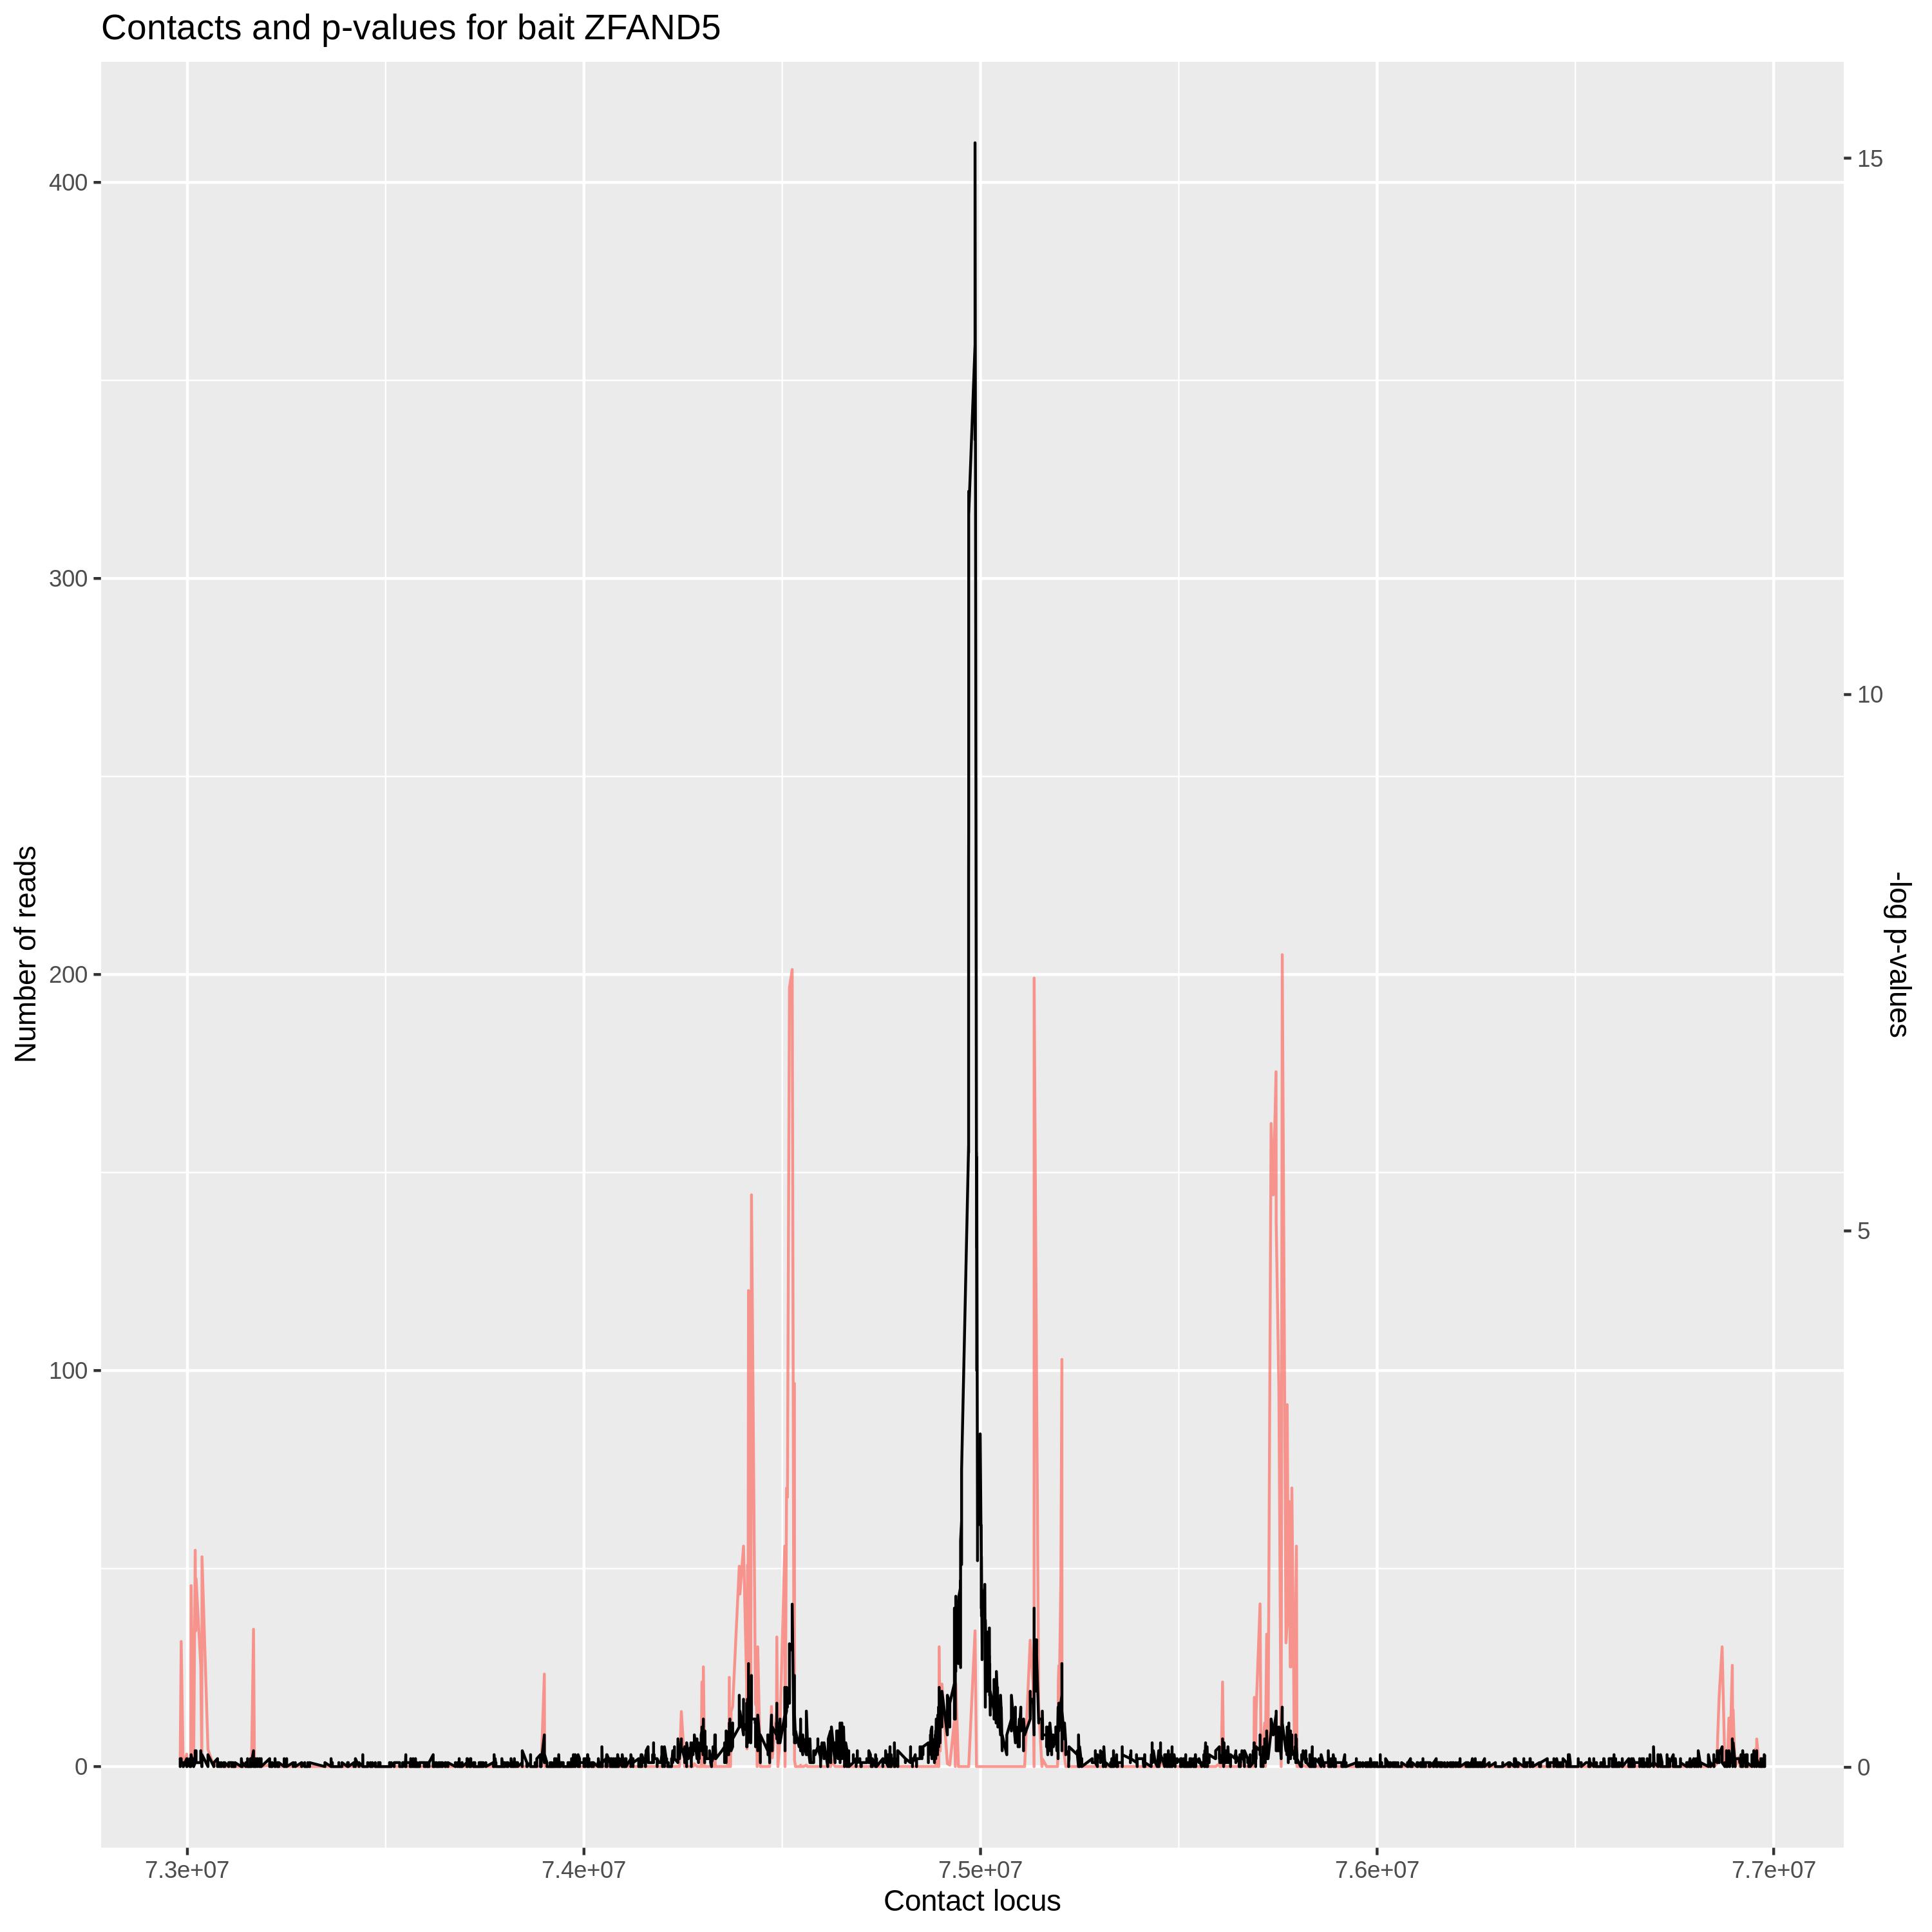 Contacts and p-values for bait ZFAND5
400
300
200
100
0
Number of reads
15
10
5
0
-log p-values
7.3e+07 7.4e+07 7.5e+07 7.6e+07 7.7e+07
Contact locus